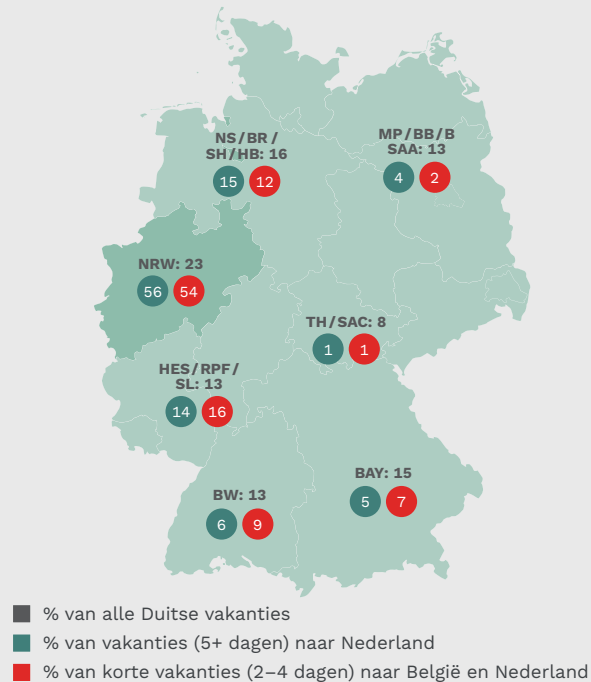 NS/BR/
SH/HB: 16
15 12
MP/BB/B
SAA: 13
4 2
NRW: 23
56 54
TH/SAC: 8
1 1
HES/RPF/
SL: 13
14 16
BAY: 15
5 7
BW: 13
6 9
% van alle Duitse vakanties
% van vakanties (5+ dagen) naar Nederland
% van korte vakanties (2–4 dagen) naar België en Nederland